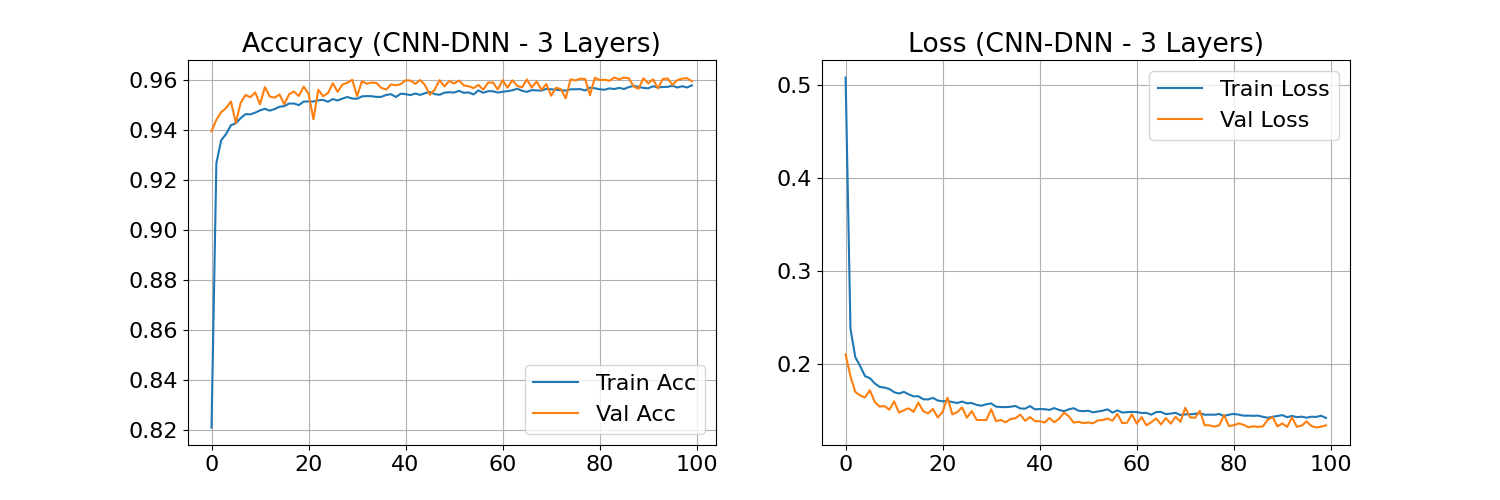 Accuracy (CNN-DNN - 3 Layers)
0.96
0.94
0.92
0.90
0.88
0.86
0.84
0.82
0 20 40 60 80 100
Train Acc
Val Acc
Loss (CNN-DNN - 3 Layers)
0.5
0.4
0.3
0.2
0 20 40 60 80 100
Train Loss
Val Loss